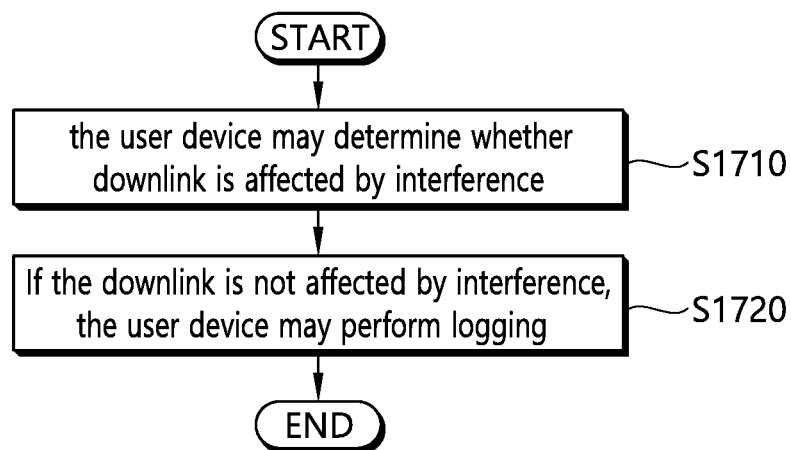 START
the user device may determine whether
downlink is affected by interference
S1710
If the downlink is not affected by interference,
the user device may perform logging
S1720
END